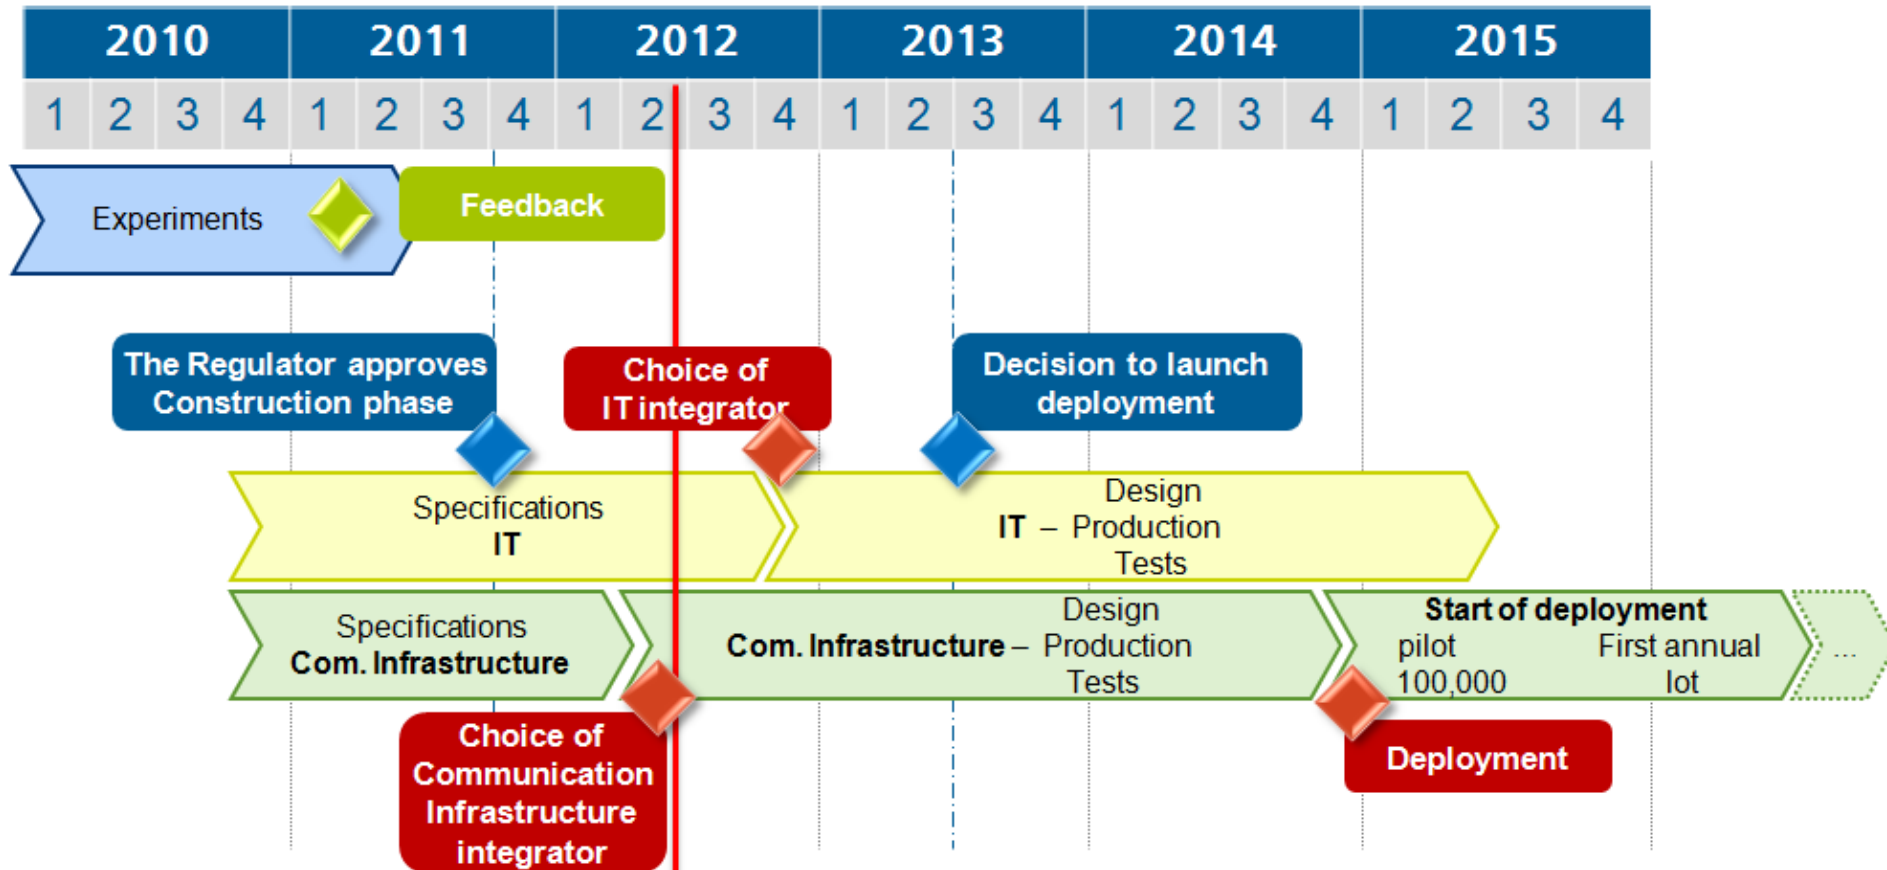 2010 2011 2012 2013 2014 2015
1 2 3 4 1 2 3 4 1 2 3 4 1 2 3 4 1 2 3 4 1 2 3 4
Experiments
Feedback
The Regulator approves
Construction phase
Choice of
IT integrator
Decision to launch
deployment
Specifications
IT
Design
IT – Production
Tests
Specifications
Com. Infrastructure
Design
Com. Infrastructure – Production
Tests
Start of deployment
pilot First annual
100,000 lot
...
Choice of
Communication
Infrastructure
integrator
Deployment